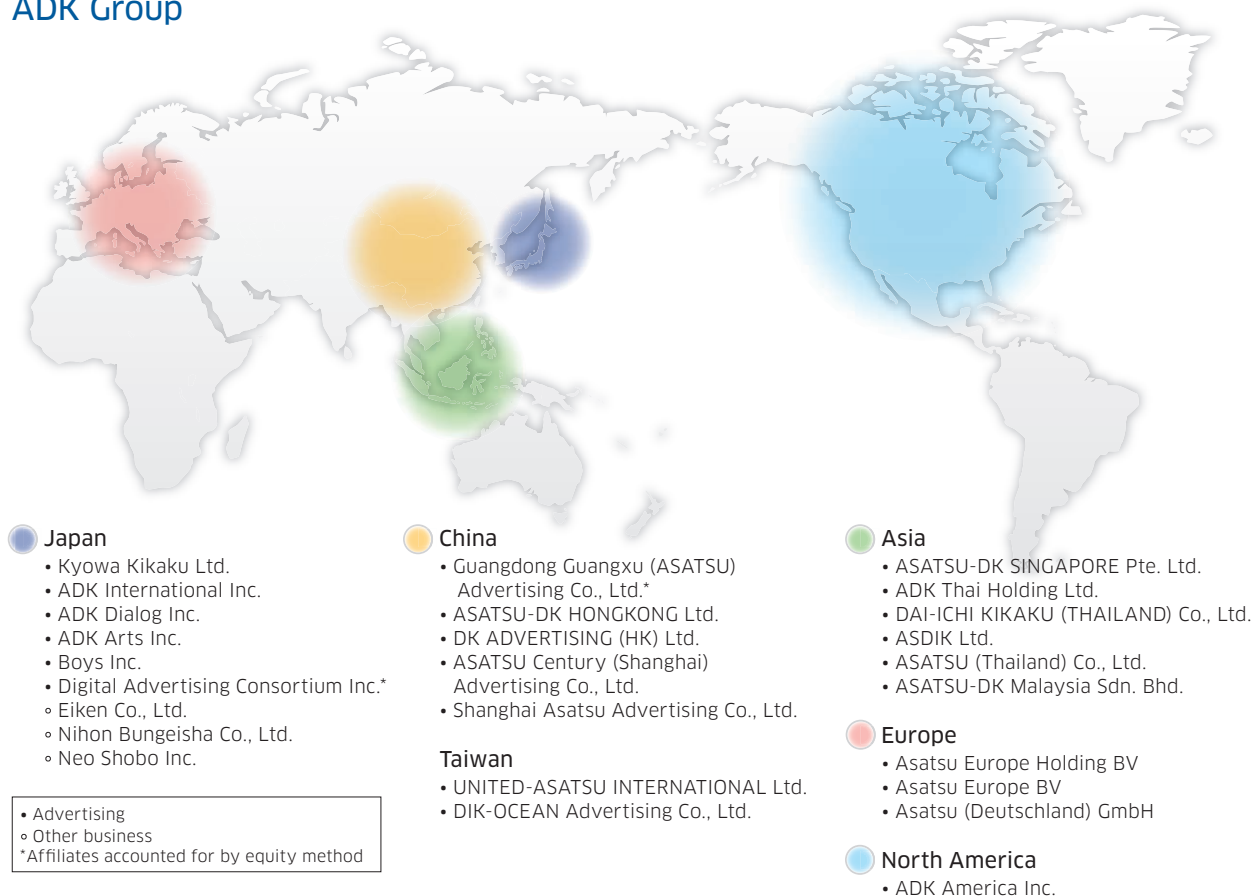 ADK Group
Japan
• Kyowa Kikaku Ltd.
• ADK International Inc.
• ADK Dialog Inc.
• ADK Arts Inc.
• Boys Inc.
• Digital Advertising Consortium Inc.*
∘ Eiken Co., Ltd.
∘ Nihon Bungeisha Co., Ltd.
∘ Neo Shobo Inc.
• Advertising
∘ Other business
*Affiliates accounted for by equity method
China
• Guangdong Guangxu (ASATSU)
Advertising Co., Ltd.*
• ASATSU-DK HONGKONG Ltd.
• DK ADVERTISING (HK) Ltd.
• ASATSU Century (Shanghai)
Advertising Co., Ltd.
• Shanghai Asatsu Advertising Co., Ltd.
Taiwan
• UNITED-ASATSU INTERNATIONAL Ltd.
• DIK-OCEAN Advertising Co., Ltd.
Asia
• ASATSU-DK SINGAPORE Pte. Ltd.
• ADK Thai Holding Ltd.
• DAI-ICHI KIKAKU (THAILAND) Co., Ltd.
• ASDIK Ltd.
• ASATSU (Thailand) Co., Ltd.
• ASATSU-DK Malaysia Sdn. Bhd.
Europe
• Asatsu Europe Holding BV
• Asatsu Europe BV
• Asatsu (Deutschland) GmbH
North America
• ADK America Inc.